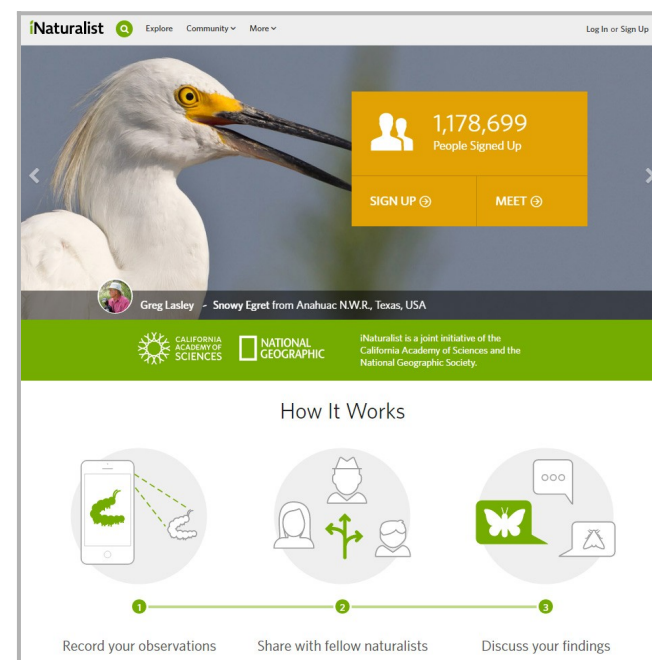 iNaturalist Explore Community More Log In or Sign Up
1,178,699
People Signed Up
SIGN UP MEET
Greg Lasley - Snowy Egret from Anahuac N.W.R., Texas, USA
CALIFORNIA
ACADEMY OF
SCIENCES
NATIONAL
GEOGRAPHIC
iNaturalist is a joint initiative of the
California Academy of Sciences and the
National Geographic Society.
How It Works
1 2 3
Record your observations Share with fellow naturalists Discuss your findings